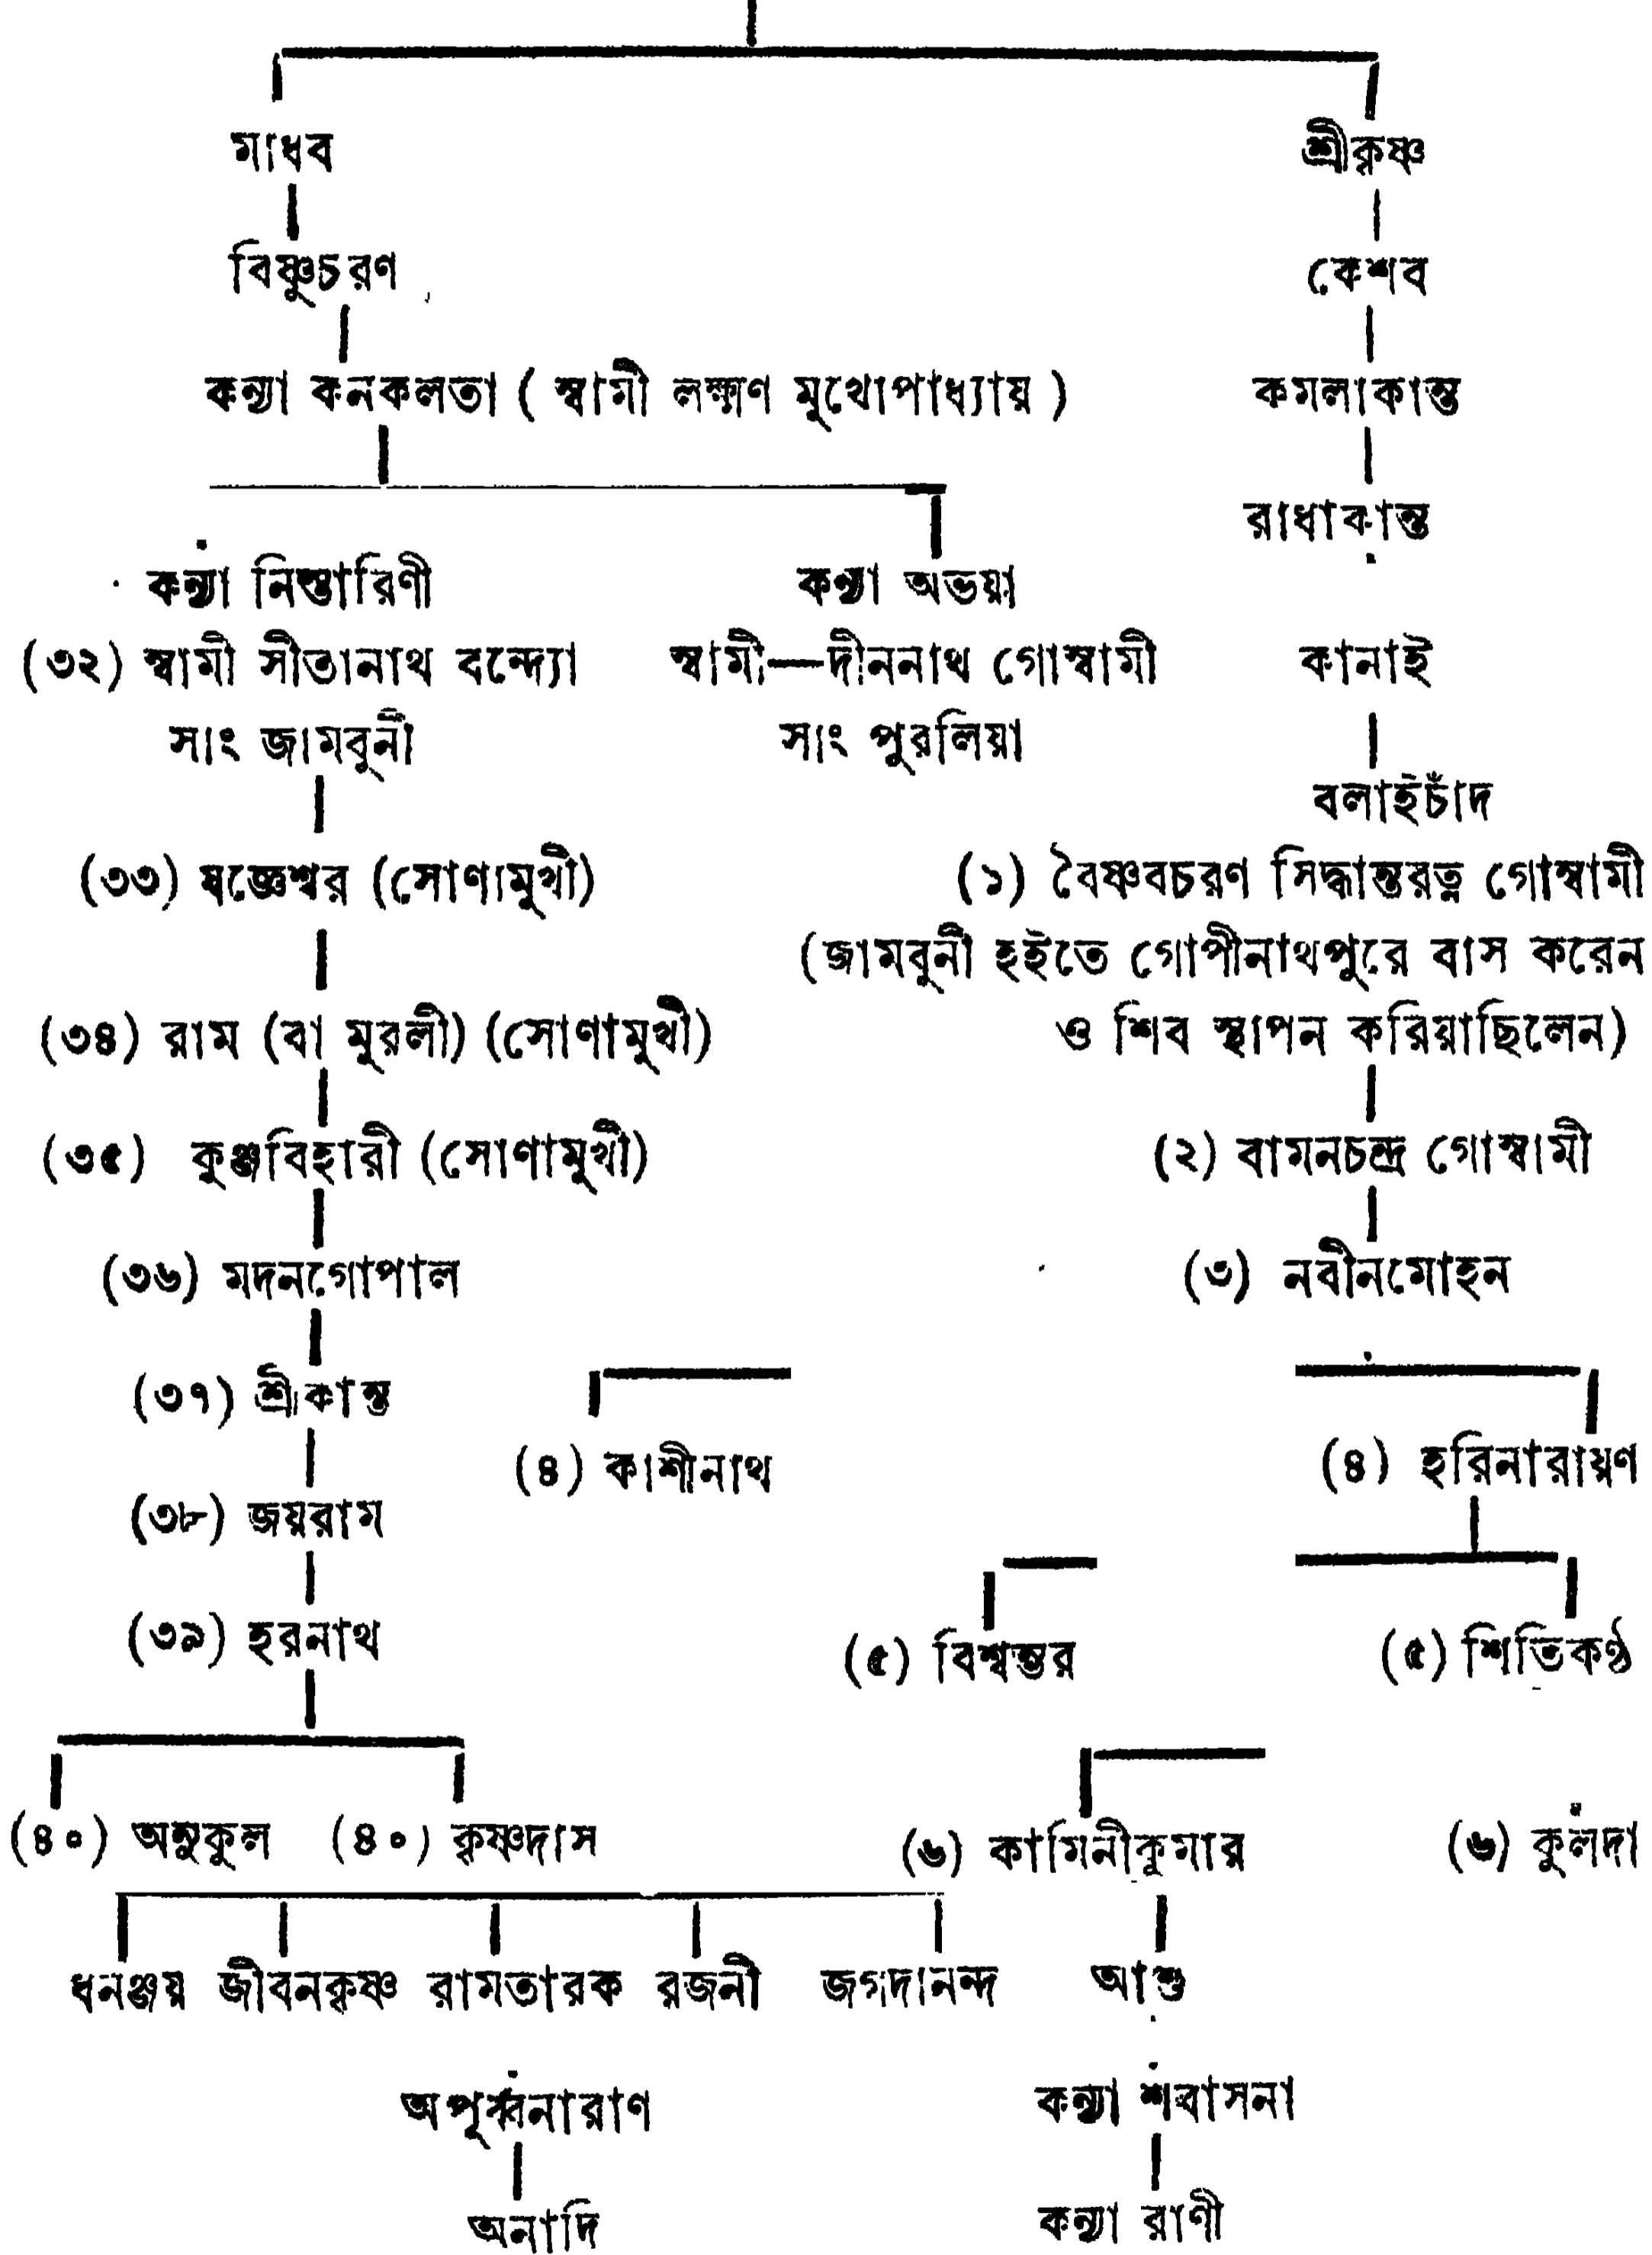 মাধব শ্রীকৃষ্ণ
বিষ্ণুচরণ কেশব
কন্যা কনকলতা ( স্বামী লক্ষ্মণ মুখোপাধ্যায় ) কমলাকান্ত
রাধাকান্ত
কন্যা নিস্তারিণী কন্যা অভয়া
(৩২) স্বামী সীতানাথ বন্দ্যো স্বামী—দীননাথ গোস্বামী কানাই
সাং জামবুনী সাং পুরলিয়া
বলাইচাঁদ
(৩৩) যজ্ঞেশ্বর (সোণামুখী) (১) বৈষ্ণবচরণ সিদ্ধান্তরত্ন গোস্বামী
(জামবুনী হইতে গোপীনাথপুরে বাস করেন
(৩৪) রাম (বা মুরলী) (সোণামুখী) ও শিব স্থাপন করিয়াছিলেন)
(৩৫) কুঞ্জবিহারী (সোণামুখী) (২) বামনচন্দ্র গোস্বামী
(৩৬) মদনগোপাল (৩) নবীনমোহন
(৩৭) শ্রীকান্ত
(৪) কাশীনাথ (৪) হরিনারায়ণ
(৩৮) জয়রাম
(৩৯) হরনাথ (৫) বিশ্বম্ভর (৫) শিতিকণ্ঠ
(৪০) অনুকুল (৪০) কৃষ্ণদাস (৬) কামিনীকুমার (৬) কুলদা
ধনঞ্জয় জীবনকৃষ্ণ রামতারক রজনী জগদানন্দ আশু
অপূর্ব্বনারাণ কন্যা শবাসনা
অনাদি কন্যা রাণী